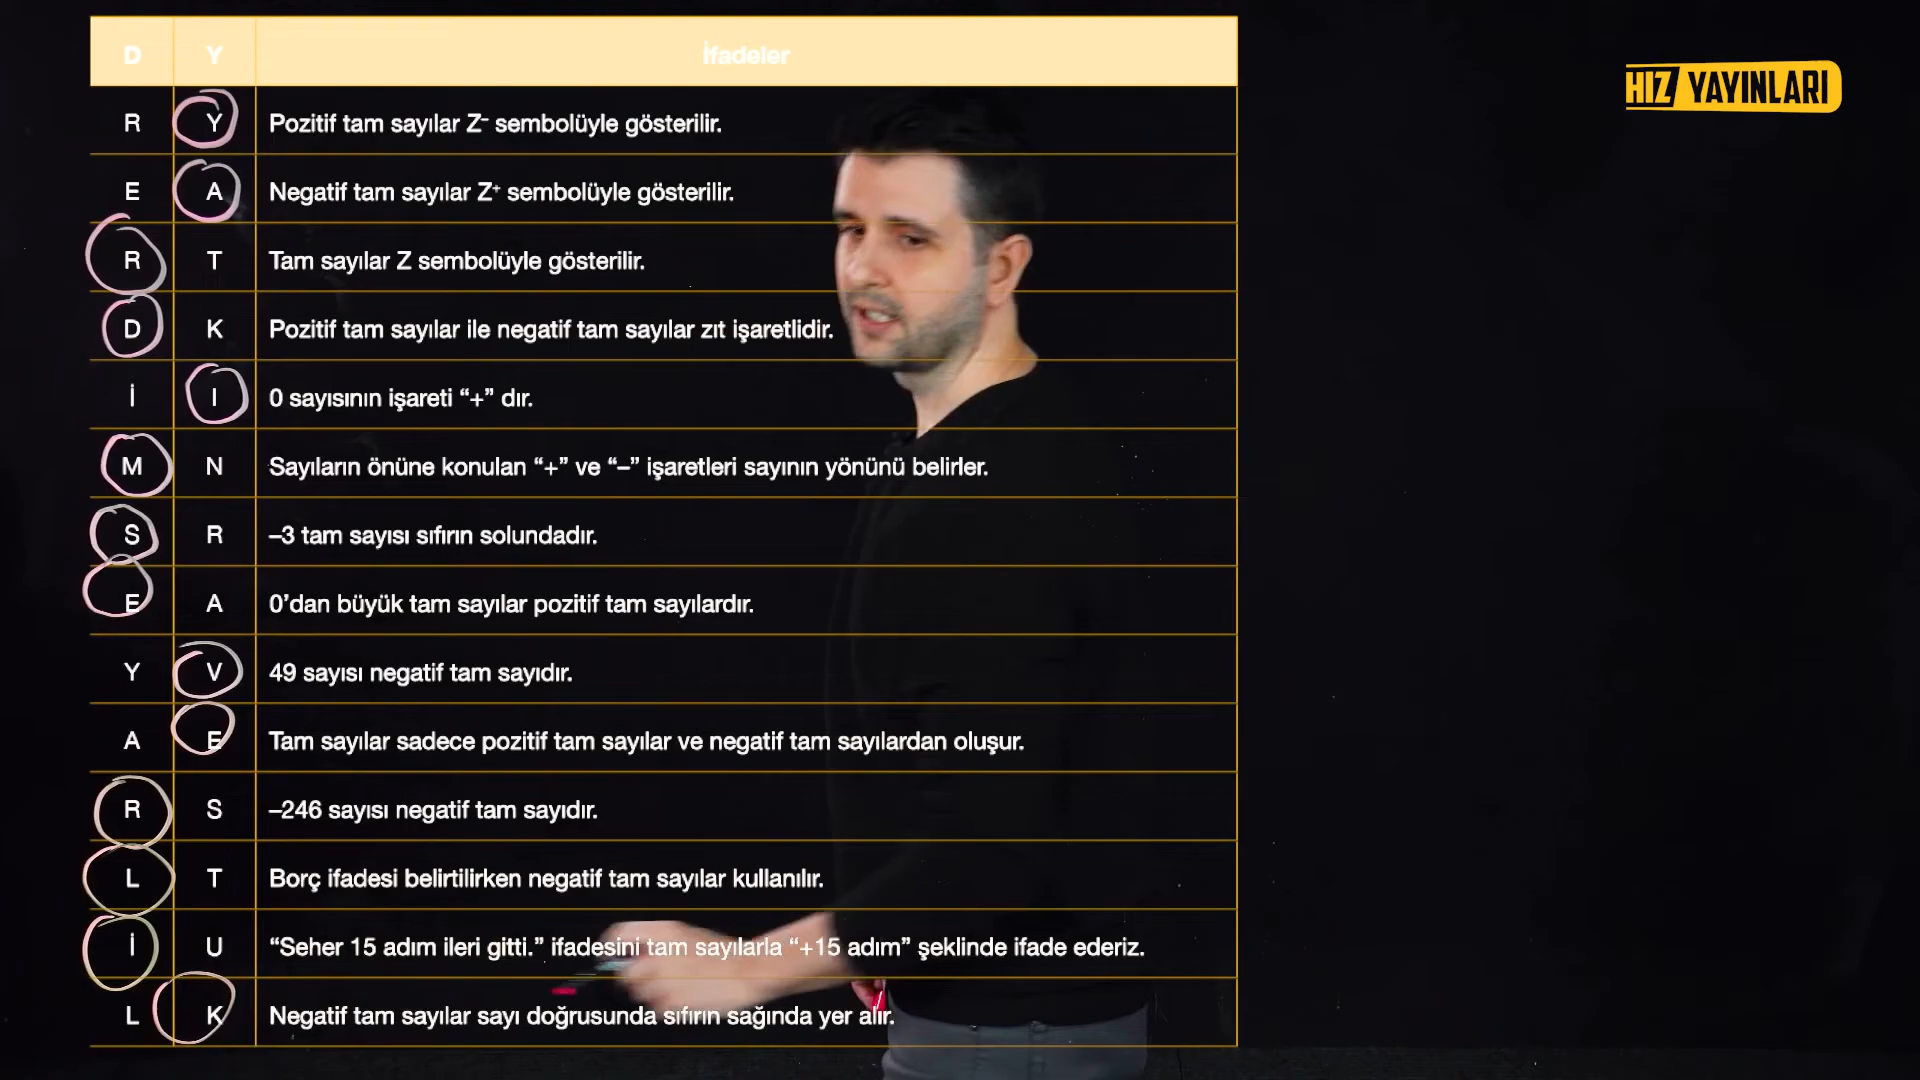 D Y İfadeler
HIZ YAYINLARI
R Y Pozitif tam sayılar Z⁻ sembolüyle gösterilir.
E A Negatif tam sayılar Z⁺ sembolüyle gösterilir.
R T Tam sayılar Z sembolüyle gösterilir.
D K Pozitif tam sayılar ile negatif tam sayılar zıt işaretlidir.
İ I 0 sayısının işareti “+” dır.
M N Sayıların önüne konulan “+” ve “–” işaretleri sayının yönünü belirler.
S R –3 tam sayısı sıfırın solundadır.
E A 0’dan büyük tam sayılar pozitif tam sayılardır.
Y V 49 sayısı negatif tam sayıdır.
A E Tam sayılar sadece pozitif tam sayılar ve negatif tam sayılardan oluşur.
R S –246 sayısı negatif tam sayıdır.
L T Borç ifadesi belirtilirken negatif tam sayılar kullanılır.
İ U “Seher 15 adım ileri gitti.” ifadesini tam sayılarla “+15 adım” şeklinde ifade ederiz.
L K Negatif tam sayılar sayı doğrusunda sıfırın sağında yer alır.